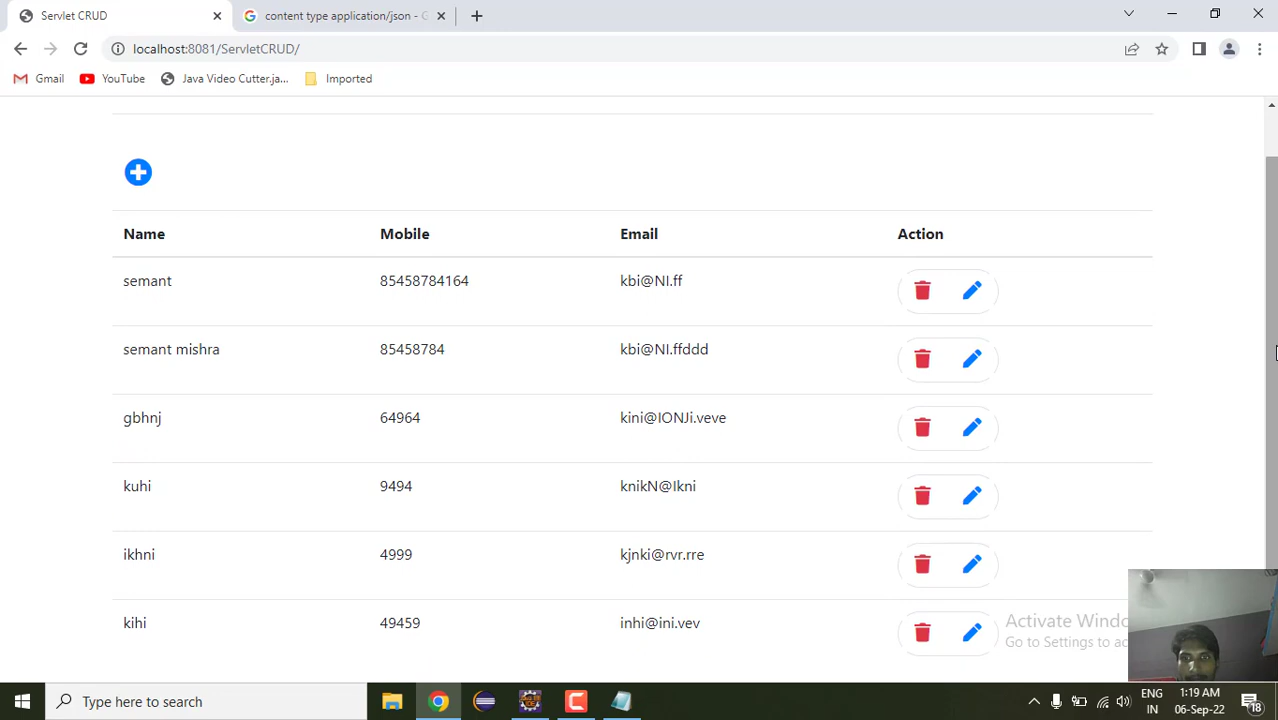 Servlet CRUD
content type application/json - G
localhost:8081/ServletCRUD/
Gmail
YouTube
Java Video Cutter.ja...
Imported
Name Mobile Email Action
semant 85458784164 kbi@NI.ff
semant mishra 85458784 kbi@NI.ffddd
gbhnj 64964 kini@IONJi.veve
kuhi 9494 knikN@Ikni
ikhni 4999 kjnki@rvr.rre
kihi 49459 inhi@ini.vev
Activate Windo
Go to Settings to ac
Type here to search
ENG
IN
1:19 AM
06-Sep-22
18